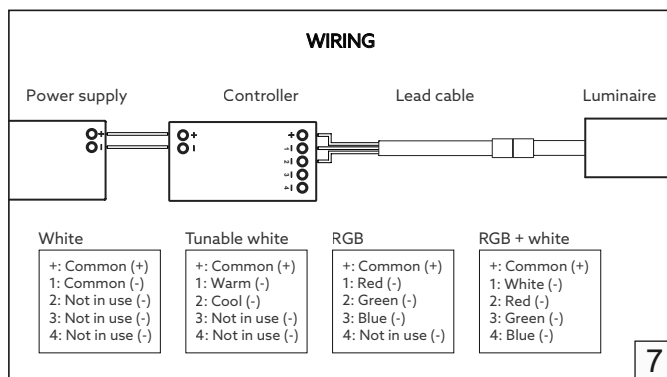 WIRING
Power supply
Controller
Lead cable
Luminaire
+
I
+
I
+
1
2
3
4
White
+: Common (+)
1: Common (-)
2: Not in use (-)
3: Not in use (-)
4: Not in use (-)
Tunable white
+: Common (+)
1: Warm (-)
2: Cool (-)
3: Not in use (-)
4: Not in use (-)
RGB
+: Common (+)
1: Red (-)
2: Green (-)
3: Blue (-)
4: Not in use (-)
RGB + white
+: Common (+)
1: White (-)
2: Red (-)
3: Green (-)
4: Blue (-)
7